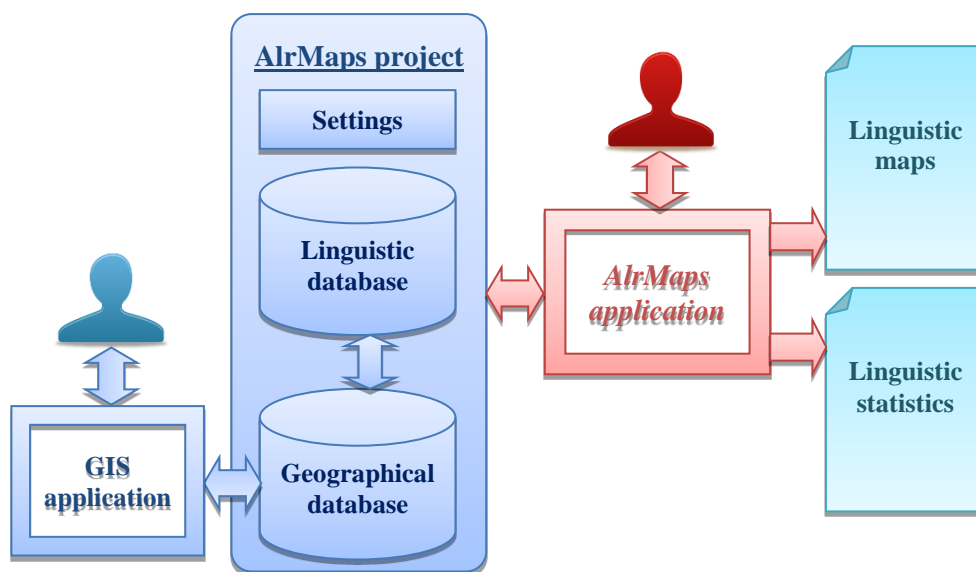 AlrMaps project
Settings
Linguistic
database
Geographical
database
GIS
application
AlrMaps
application
Linguistic
maps
Linguistic
statistics